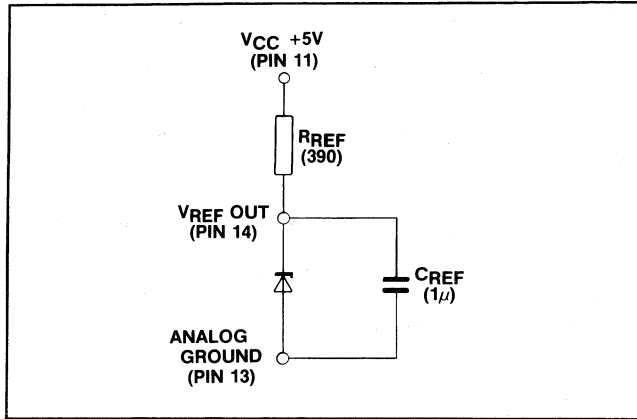 VCC +5V
(PIN 11)
RREF
(390)
VREF OUT
(PIN 14)
CREF
(1μ)
ANALOG
GROUND
(PIN 13)